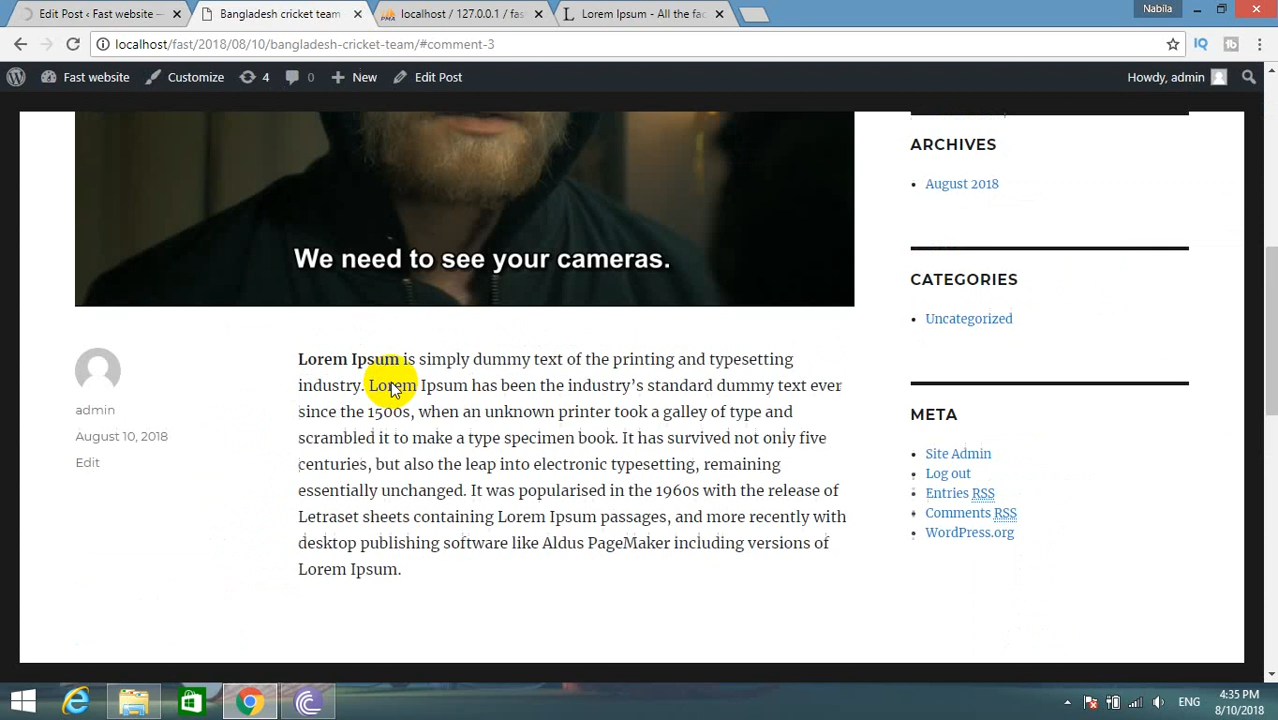 Edit Post ‹ Fast website —
Bangladesh cricket team
localhost / 127.0.0.1 / fas
Lorem Ipsum - All the fac
Nabila
localhost/fast/2018/08/10/bangladesh-cricket-team/#comment-3
Fast website
Customize
4
0
New
Edit Post
Howdy, admin
We need to see your cameras.
admin
August 10, 2018
Edit
Lorem Ipsum is simply dummy text of the printing and typesetting
industry. Lorem Ipsum has been the industry’s standard dummy text ever
since the 1500s, when an unknown printer took a galley of type and
scrambled it to make a type specimen book. It has survived not only five
centuries, but also the leap into electronic typesetting, remaining
essentially unchanged. It was popularised in the 1960s with the release of
Letraset sheets containing Lorem Ipsum passages, and more recently with
desktop publishing software like Aldus PageMaker including versions of
Lorem Ipsum.
ARCHIVES
August 2018
CATEGORIES
Uncategorized
META
Site Admin
Log out
Entries RSS
Comments RSS
WordPress.org
ENG
4:35 PM
8/10/2018